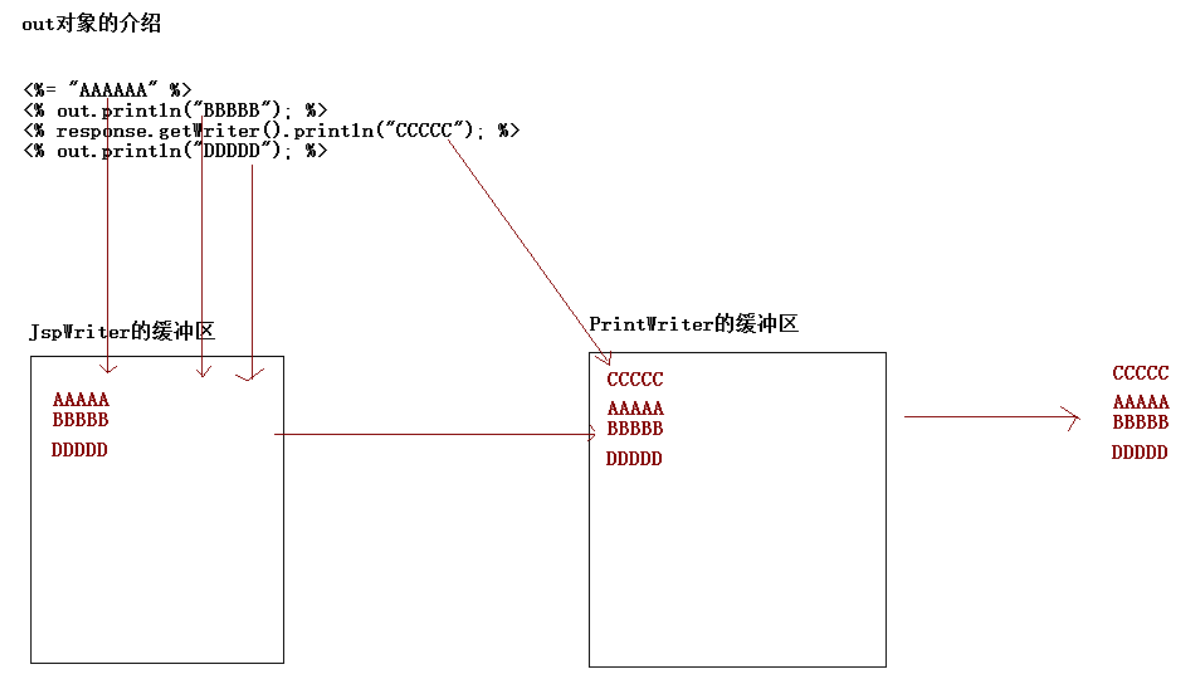 out对象的介绍
<%= "AAAAAA" %>
<% out.println("BBBBB"); %>
<% response.getWriter().println("CCCCC"); %>
<% out.println("DDDDD"); %>
JspWriter的缓冲区
AAAAA
BBBBB
DDDDD
PrintWriter的缓冲区
CCCCC
AAAAA
BBBBB
DDDDD
CCCCC
AAAAA
BBBBB
DDDDD